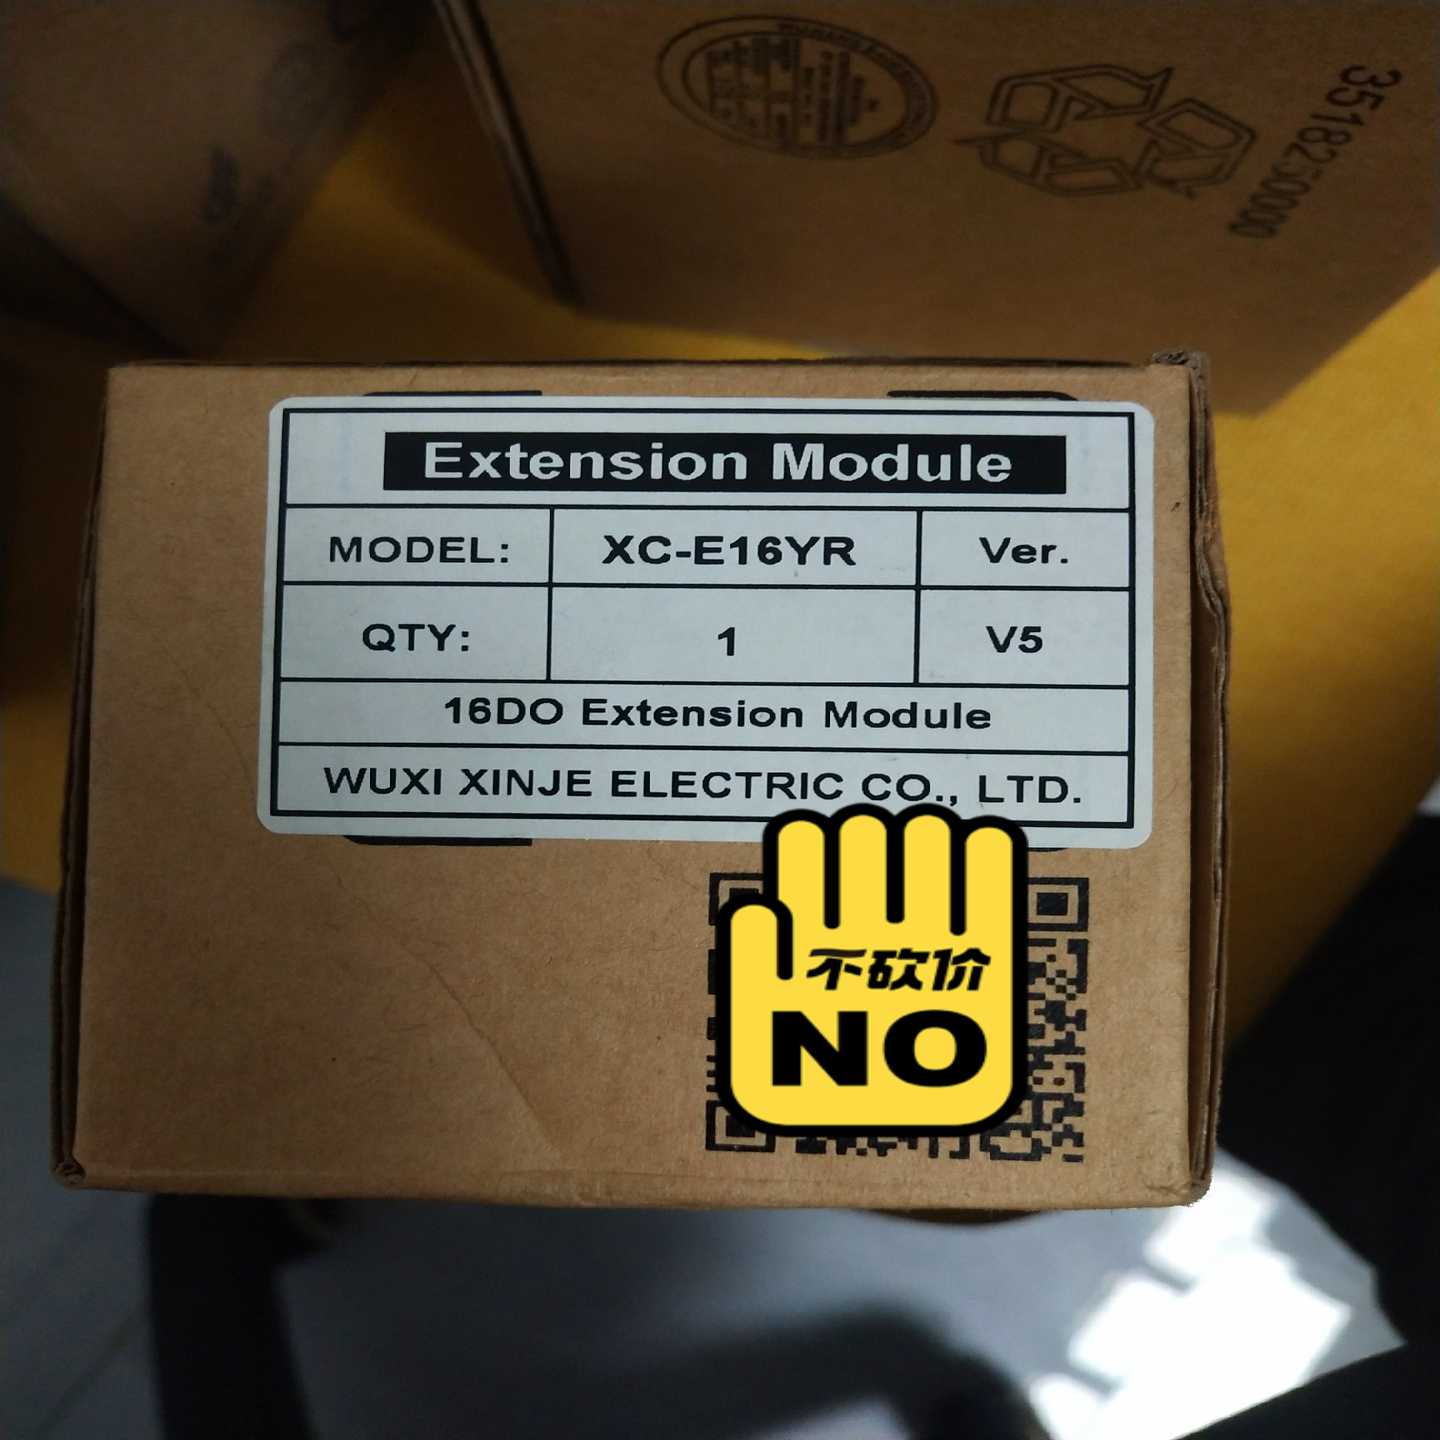 3518250000
Extension Module
MODEL: XC-E16YR Ver.
QTY: 1 V5
16DO Extension Module
WUXI XINJE ELECTRIC CO., LTD.
不砍价
NO